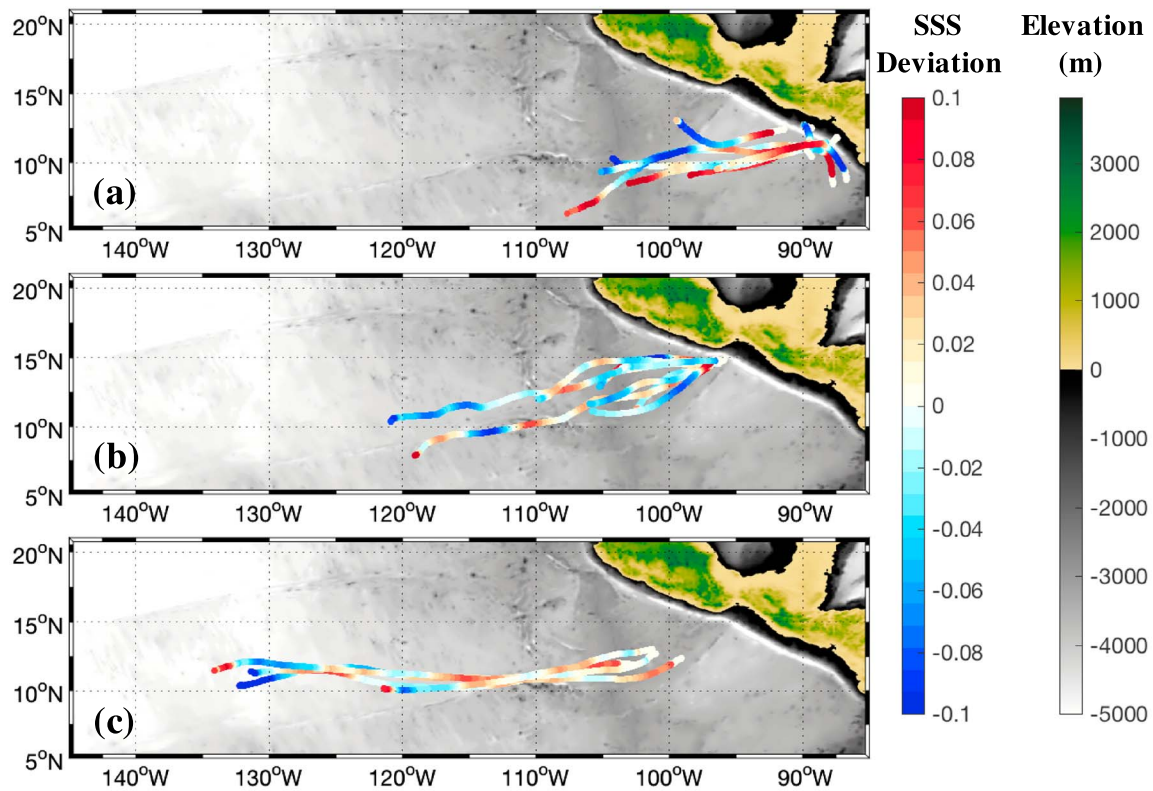 SSS Deviation
Elevation (m)
20°N
15°N
10°N
5°N
(a)
140°W 130°W 120°W 110°W 100°W 90°W
20°N
15°N
10°N
5°N
(b)
140°W 130°W 120°W 110°W 100°W 90°W
20°N
15°N
10°N
5°N
(c)
140°W 130°W 120°W 110°W 100°W 90°W
0.1
0.08
0.06
0.04
0.02
0
-0.02
-0.04
-0.06
-0.08
-0.1
3000
2000
1000
0
-1000
-2000
-3000
-4000
-5000